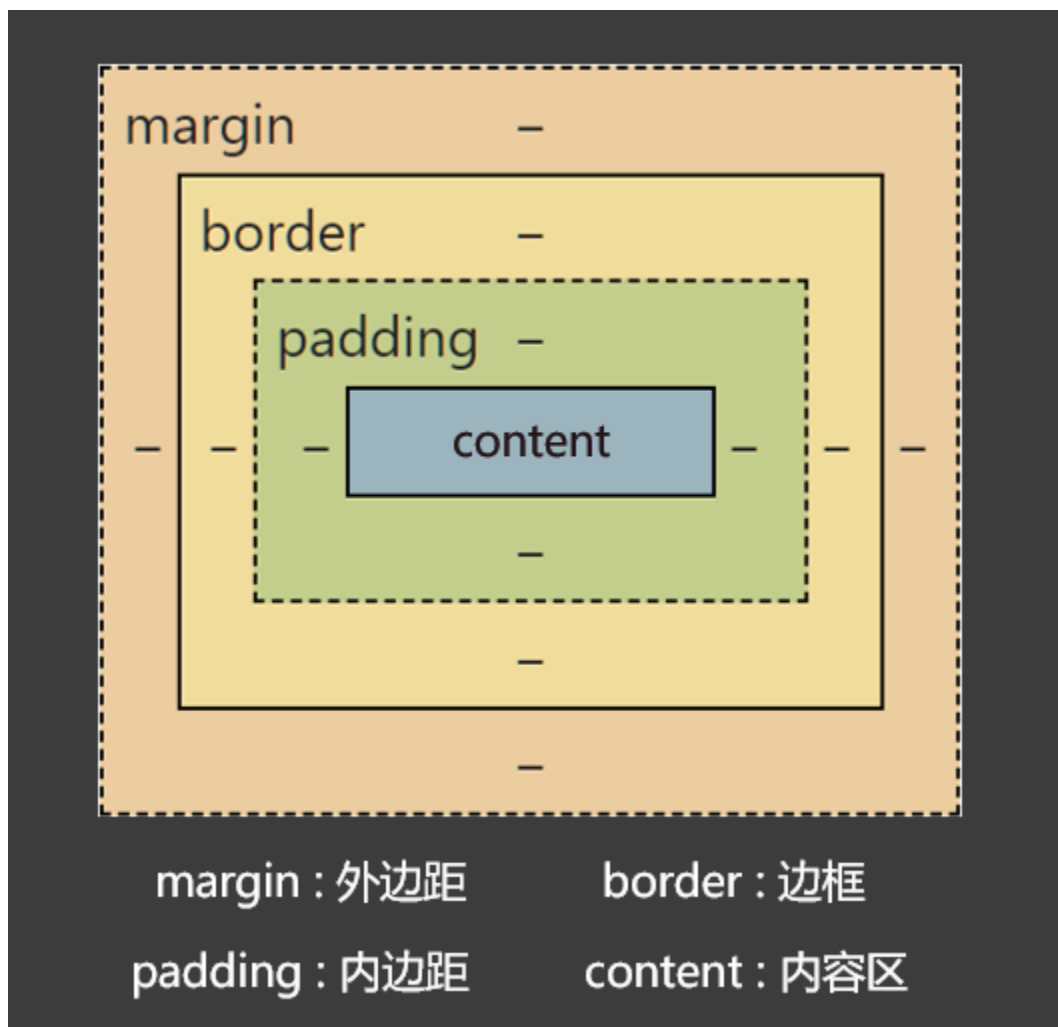 margin –
border –
padding –
– – – content – – –
–
–
–
margin : 外边距 border : 边框
padding : 内边距 content : 内容区